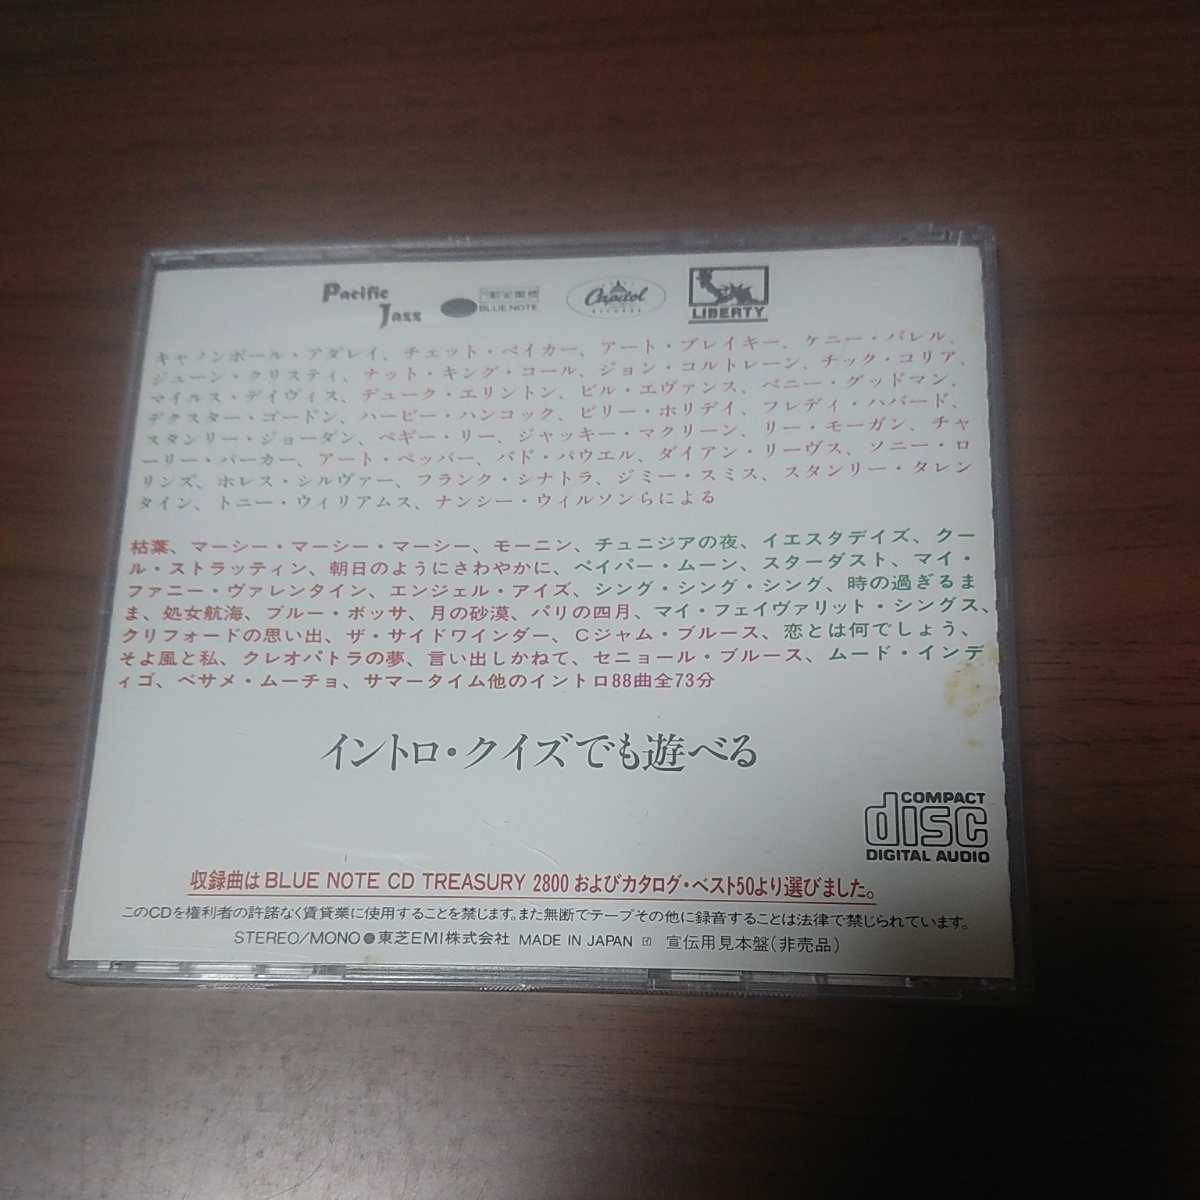 Pacific
Jazz
BLUE NOTE
Capitol
RECORDS
LIBERTY
キャノンボール・アダレイ、チェット・ベイカー、アート・ブレイキー、ケニー・バレル、
ジューン・クリスティ、ナット・キング・コール、ジョン・コルトレーン、チック・コリア、
マイルス・デイヴィス、デューク・エリントン、ビル・エヴァンス、ベニー・グッドマン、
デクスター・ゴードン、ハービー・ハンコック、ビリー・ホリデイ、フレディ・ハバード、
スタンリー・ジョーダン、ペギー・リー、ジャッキー・マクリーン、リー・モーガン、チャ
ーリー・パーカー、アート・ペッパー、バド・パウエル、ダイアン・リーヴス、ソニー・ロ
リンズ、ホレス・シルヴァー、フランク・シナトラ、ジミー・スミス、スタンリー・タレン
タイン、トニー・ウィリアムス、ナンシー・ウィルソンらによる
枯葉、マーシー・マーシー・マーシー、モーニン、チュニジアの夜、イエスタデイズ、クー
ル・ストラッティン、朝日のようにさわやかに、ペイパー・ムーン、スターダスト、マイ・
ファニー・ヴァレンタイン、エンジェル・アイズ、シング・シング・シング、時の過ぎるま
ま、処女航海、ブルー・ボッサ、月の砂漠、パリの四月、マイ・フェイヴァリット・シングス、
クリフォードの思い出、ザ・サイドワインダー、Cジャム・ブルース、恋とは何でしょう、
そよ風と私、クレオパトラの夢、言い出しかねて、セニョール・ブルース、ムード・インデ
ィゴ、ベサメ・ムーチョ、サマータイム他のイントロ88曲全73分
イントロ・クイズでも遊べる
COMPACT
disc
DIGITAL AUDIO
収録曲は BLUE NOTE CD TREASURY 2800 およびカタログ・ベスト50より選びました。
このCDを権利者の許諾なく賃貸業に使用することを禁じます。また無断でテープその他に録音することは法律で禁じられています。
STEREO/MONO●東芝EMI株式会社 MADE IN JAPAN 宣伝用見本盤(非売品)